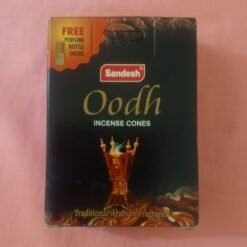 FREE
PERFUME
BOTTLE
INSIDE
Sandesh®
Oodh
INCENSE CONES
Traditional Arabian Fragrance